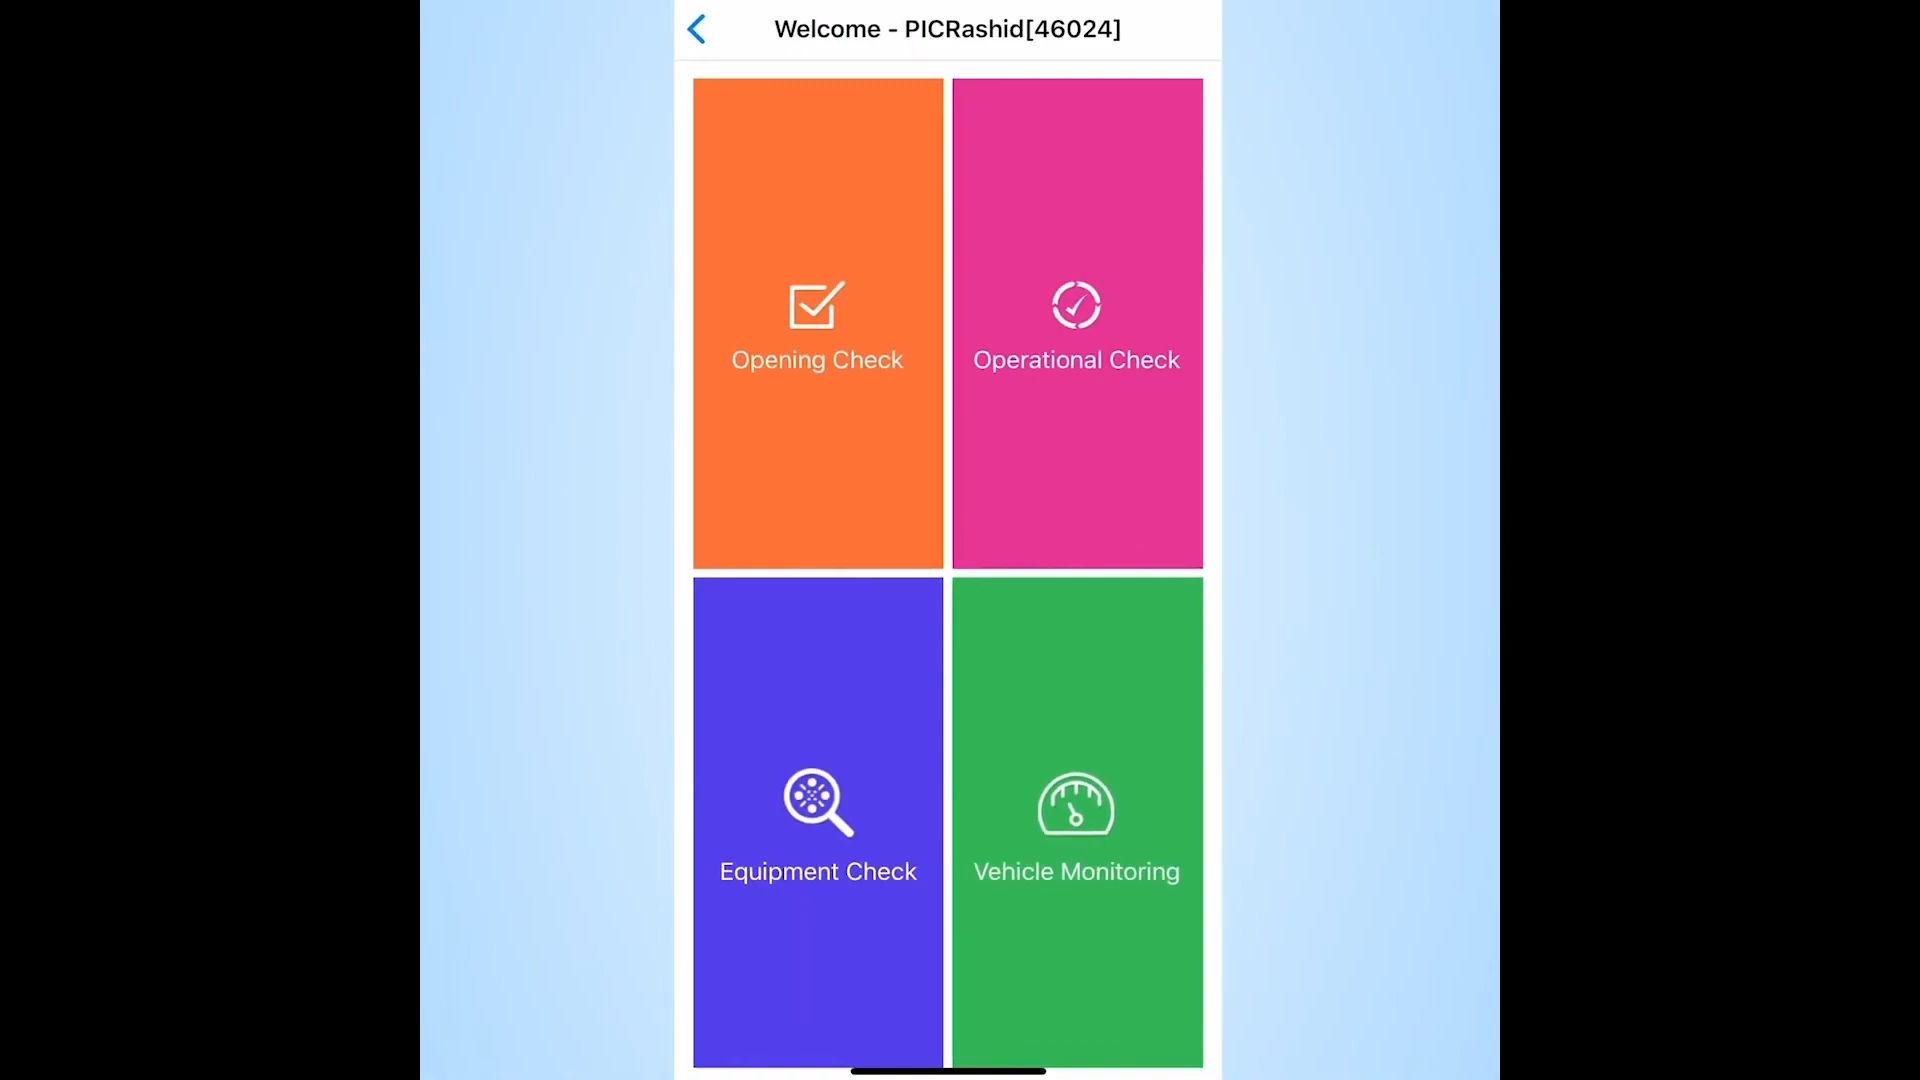 Welcome - PICRashid[46024]
Opening Check
Operational Check
Equipment Check
Vehicle Monitoring